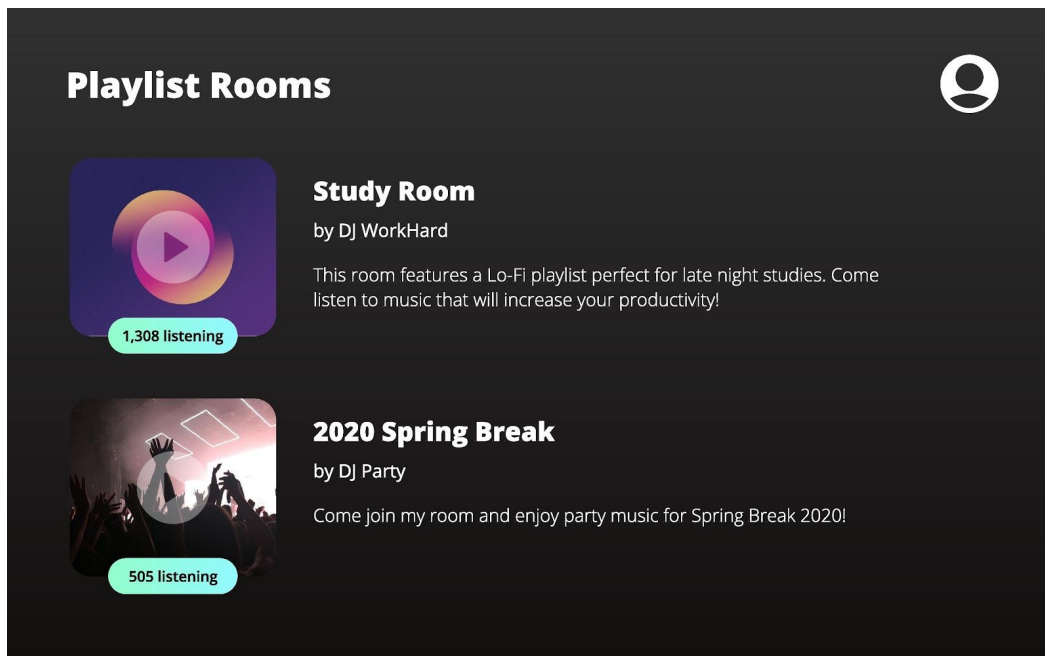 Playlist Rooms
Study Room
by DJ WorkHard
This room features a Lo-Fi playlist perfect for late night studies. Come
listen to music that will increase your productivity!
1,308 listening
2020 Spring Break
by DJ Party
Come join my room and enjoy party music for Spring Break 2020!
505 listening